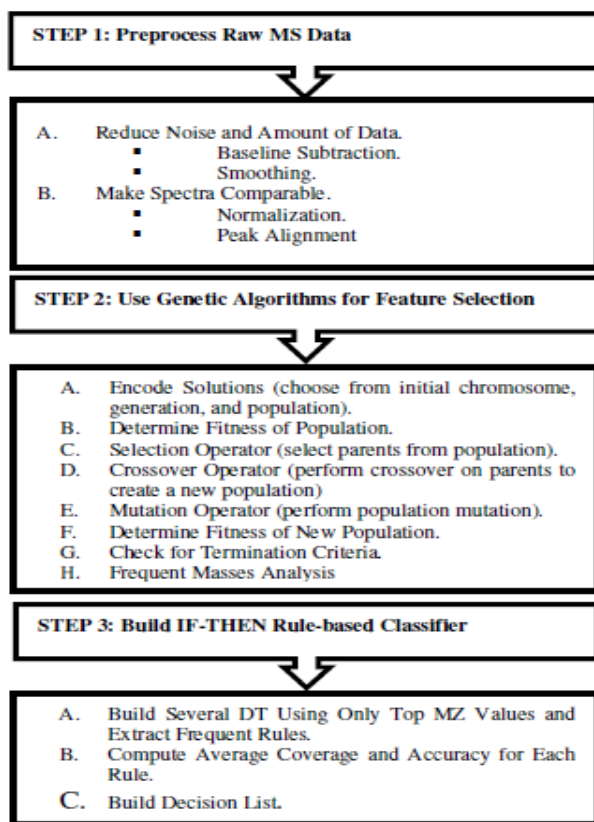 STEP 1: Preprocess Raw MS Data
A. Reduce Noise and Amount of Data.
▪ Baseline Subtraction.
▪ Smoothing.
B. Make Spectra Comparable.
▪ Normalization.
▪ Peak Alignment
STEP 2: Use Genetic Algorithms for Feature Selection
A. Encode Solutions (choose from initial chromosome,
generation, and population).
B. Determine Fitness of Population.
C. Selection Operator (select parents from population).
D. Crossover Operator (perform crossover on parents to
create a new population)
E. Mutation Operator (perform population mutation).
F. Determine Fitness of New Population.
G. Check for Termination Criteria.
H. Frequent Masses Analysis
STEP 3: Build IF-THEN Rule-based Classifier
A. Build Several DT Using Only Top MZ Values and
Extract Frequent Rules.
B. Compute Average Coverage and Accuracy for Each
Rule.
C. Build Decision List.